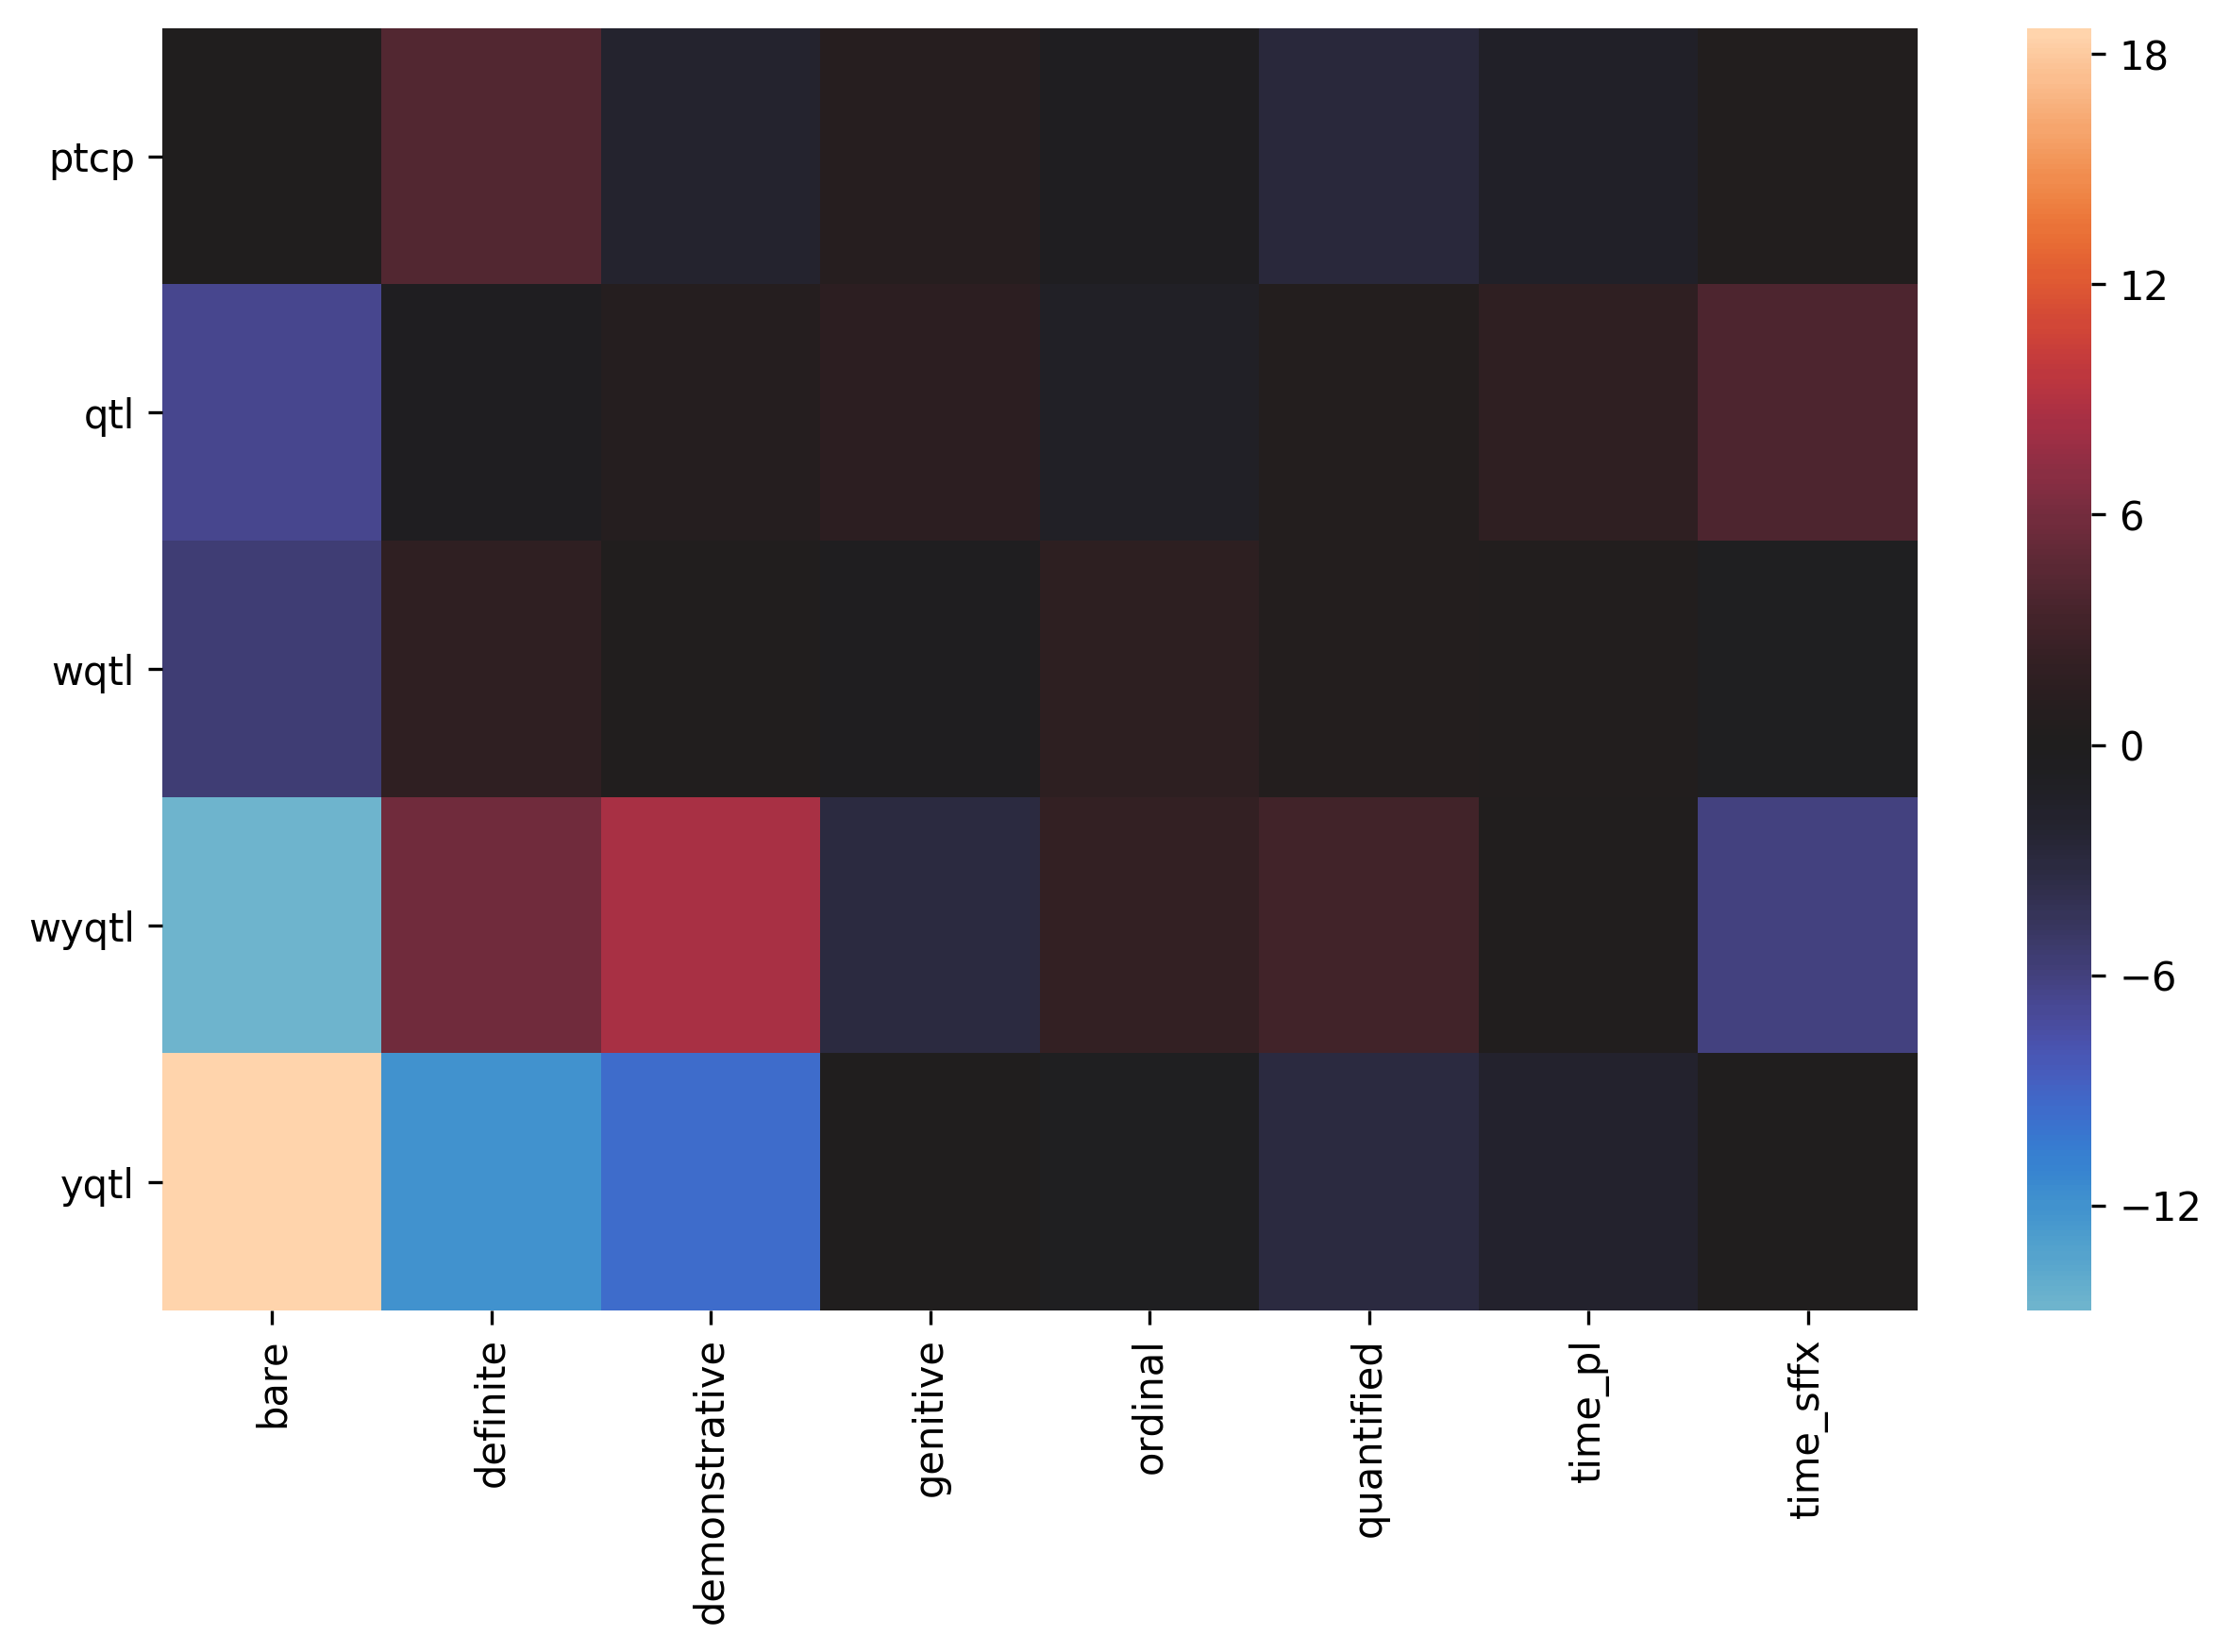 ptcp
qtl
wqtl
wyqtl
yqtl
bare
definite
demonstrative
genitive
ordinal
quantified
time_pl
time_sffx
18
12
6
0
−6
−12